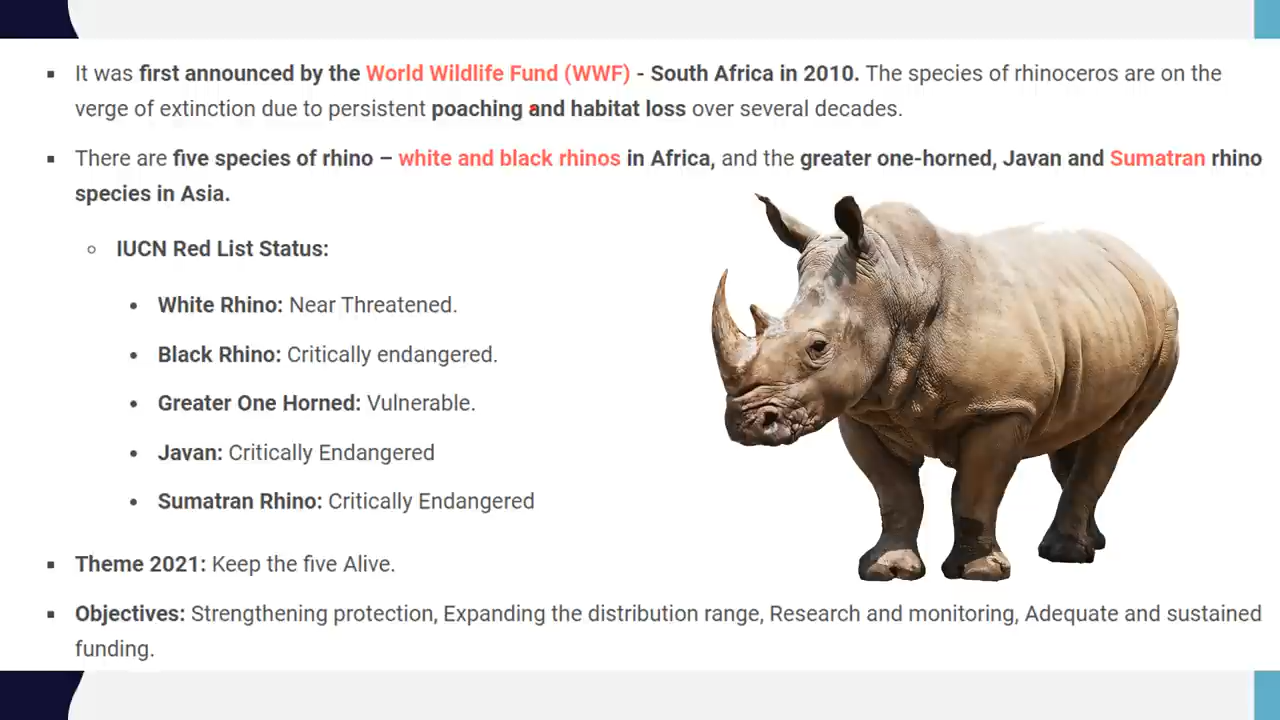 It was first announced by the World Wildlife Fund (WWF) - South Africa in 2010. The species of rhinoceros are on the
verge of extinction due to persistent poaching and habitat loss over several decades.
There are five species of rhino – white and black rhinos in Africa, and the greater one-horned, Javan and Sumatran rhino
species in Asia.
IUCN Red List Status:
White Rhino: Near Threatened.
Black Rhino: Critically endangered.
Greater One Horned: Vulnerable.
Javan: Critically Endangered
Sumatran Rhino: Critically Endangered
Theme 2021: Keep the five Alive.
Objectives: Strengthening protection, Expanding the distribution range, Research and monitoring, Adequate and sustained
funding.